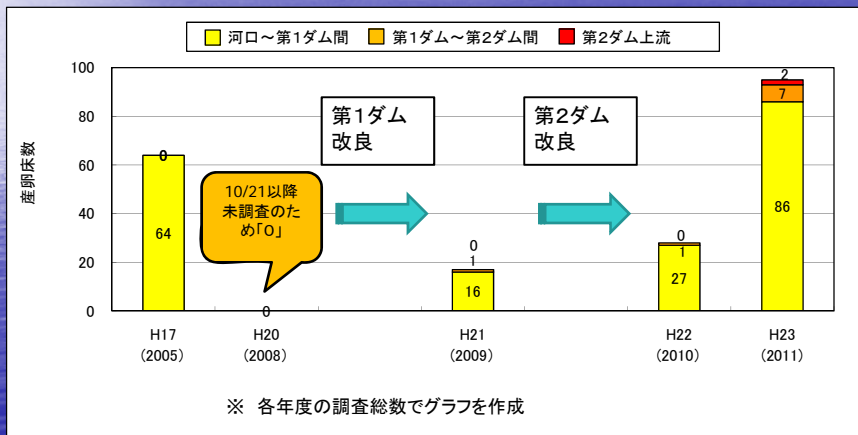 河口～第1ダム間 第1ダム～第2ダム間 第2ダム上流
産卵床数
100
80
60
40
20
0
第1ダム
改良
第2ダム
改良
10/21以降
未調査のた
め「0」
0
64
0
0
1
16
0
1
27
2
7
86
H17
(2005)
H20
(2008)
H21
(2009)
H22
(2010)
H23
(2011)
※ 各年度の調査総数でグラフを作成